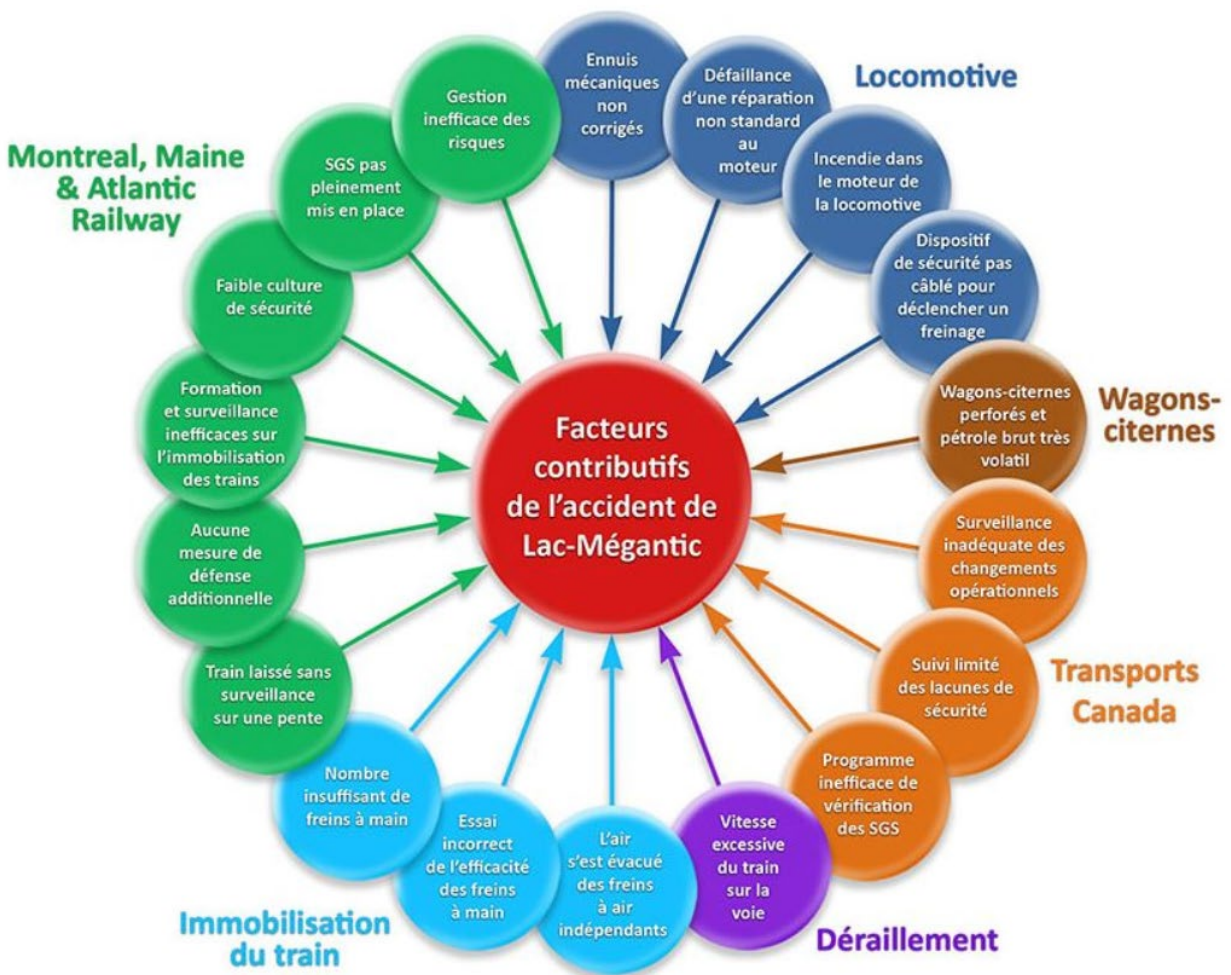 Ennuis
mécaniques
non
corrigés
Défaillance
d'une réparation
non standard
au
moteur
Locomotive
Incendie dans
le moteur de
la locomotive
Dispositif
de sécurité pas
câblé pour
déclencher un
freinage
Wagons-citernes
perforés et
pétrole brut très
volatil
Wagons-
citernes
Surveillance
inadéquate des
changements
opérationnels
Suivi limité
des lacunes de
sécurité
Transports
Canada
Programme
inefficace de
vérification
des SGS
Vitesse
excessive
du train
sur la
voie
Déraillement
L'air
s'est évacué
des freins
à air
indépendants
Essai
incorrect
de l'efficacité
des freins
à main
Nombre
insuffisant de
freins à main
Immobilisation
du train
Train laissé sans
surveillance
sur une pente
Aucune
mesure de
défense
additionnelle
Formation
et surveillance
inefficaces sur
l'immobilisation
des trains
Faible culture
de sécurité
SGS pas
pleinement
mis en place
Gestion
inefficace des
risques
Montreal, Maine
& Atlantic
Railway
Facteurs
contributifs
de l'accident de
Lac-Mégantic